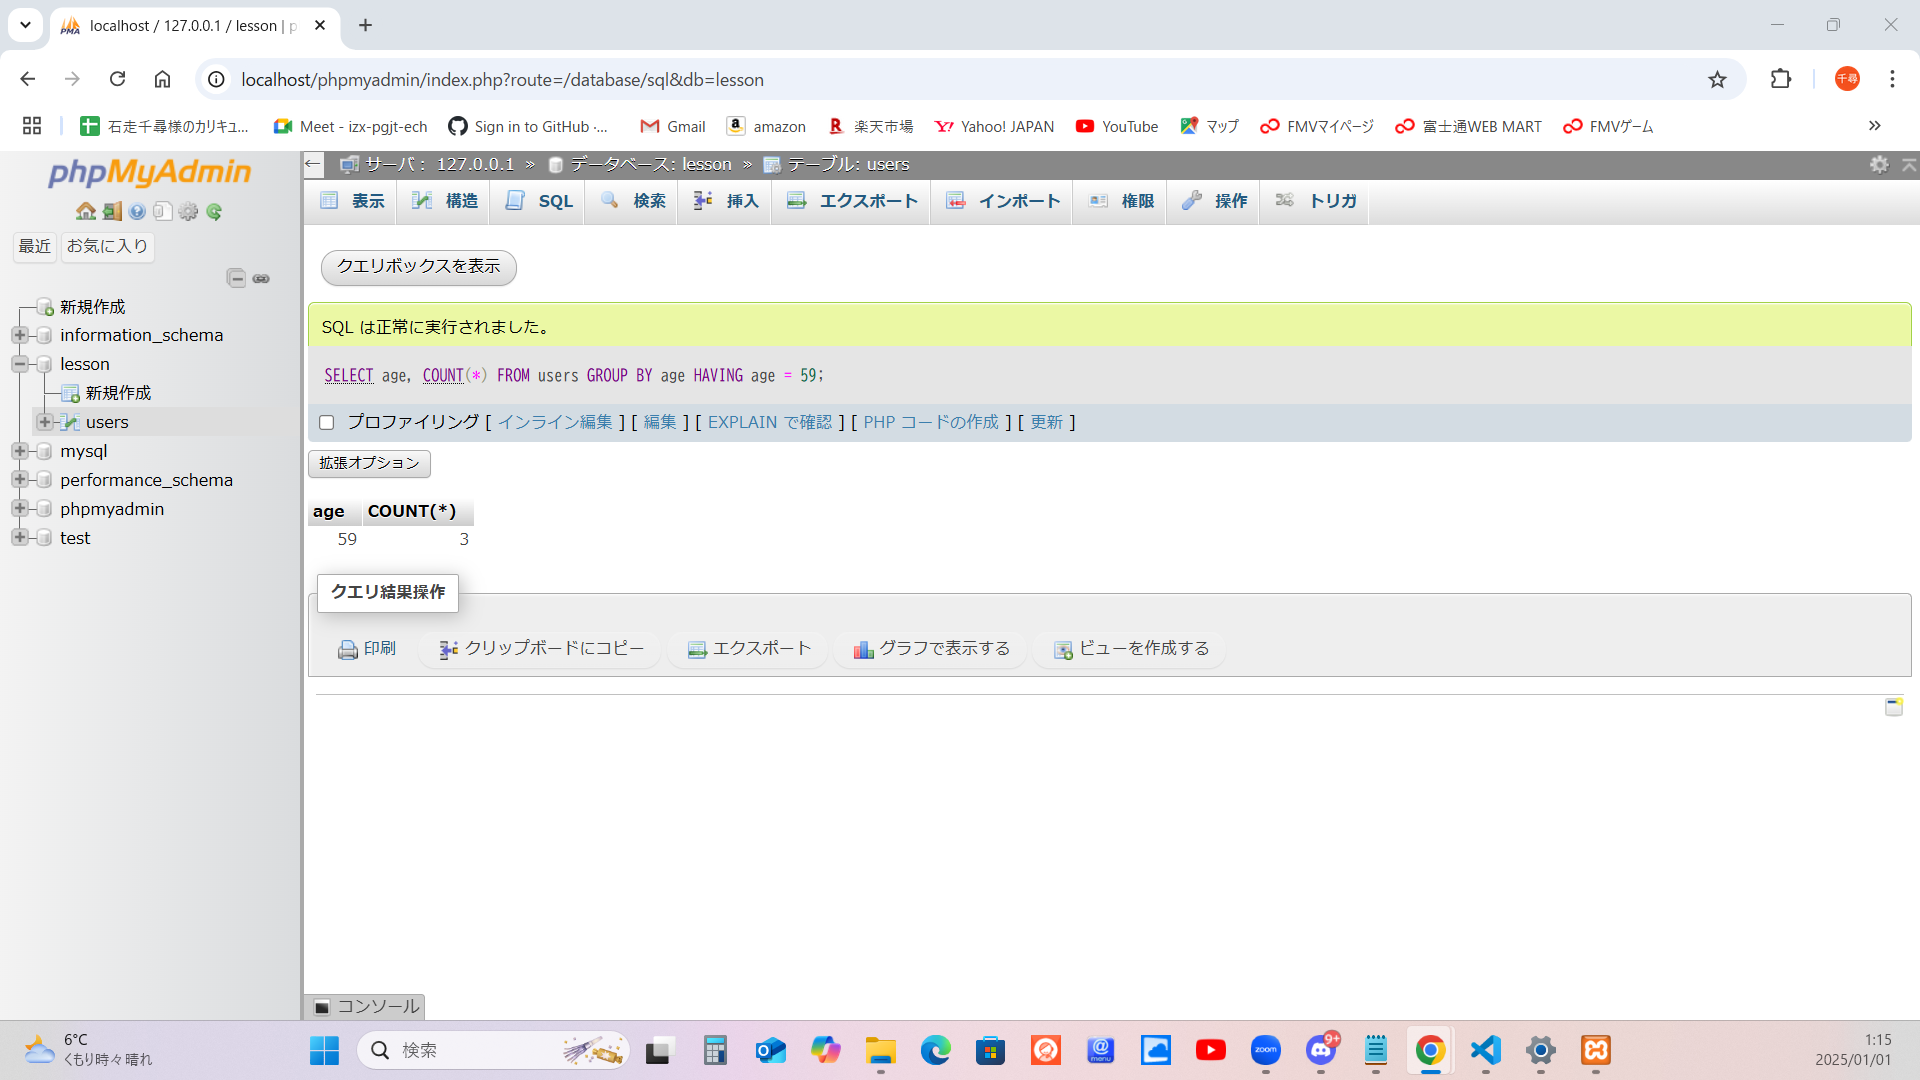 localhost / 127.0.0.1 / lesson | p
localhost/phpmyadmin/index.php?route=/database/sql&db=lesson
千尋
石走千尋様のカリキュ...
Meet - izx-pgjt-ech
Sign in to GitHub ·...
Gmail
amazon
楽天市場
Yahoo! JAPAN
YouTube
マップ
FMVマイページ
富士通WEB MART
FMVゲーム
phpMyAdmin
最近
お気に入り
新規作成
information_schema
lesson
新規作成
users
mysql
performance_schema
phpmyadmin
test
サーバ: 127.0.0.1 » データベース: lesson » テーブル: users
表示
構造
SQL
検索
挿入
エクスポート
インポート
権限
操作
トリガ
クエリボックスを表示
SQL は正常に実行されました。
SELECT age, COUNT(*) FROM users GROUP BY age HAVING age = 59;
プロファイリング [ インライン編集 ] [ 編集 ] [ EXPLAIN で確認 ] [ PHP コードの作成 ] [ 更新 ]
拡張オプション
age COUNT(*)
59 3
クエリ結果操作
印刷
クリップボードにコピー
エクスポート
グラフで表示する
ビューを作成する
コンソール
6°C
くもり時々晴れ
検索
@
menu
zoom
9+
1:15
2025/01/01